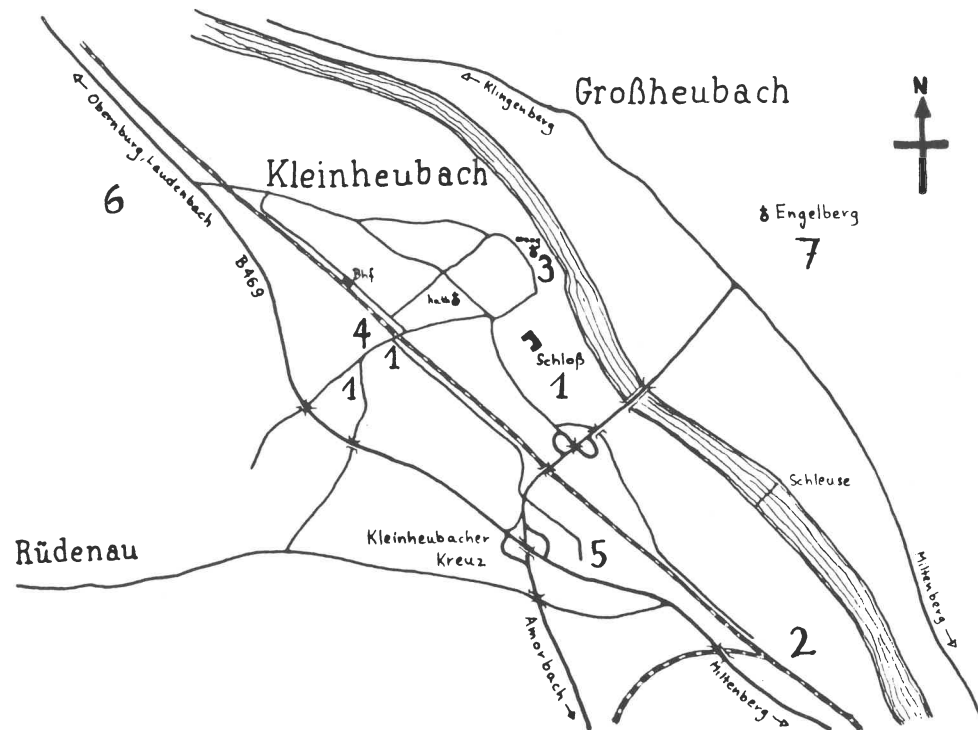 Großheubach
Klingenberg
N
Obernburg, Laudenbach
Kleinheubach
6
Engelberg
7
B469
Bhf
3
kath
4
1
Schloß
1
1
Schleuse
Rüdenau
Kleinheubacher
Kreuz
5
Miltenberg
Amorbach
2
Miltenberg